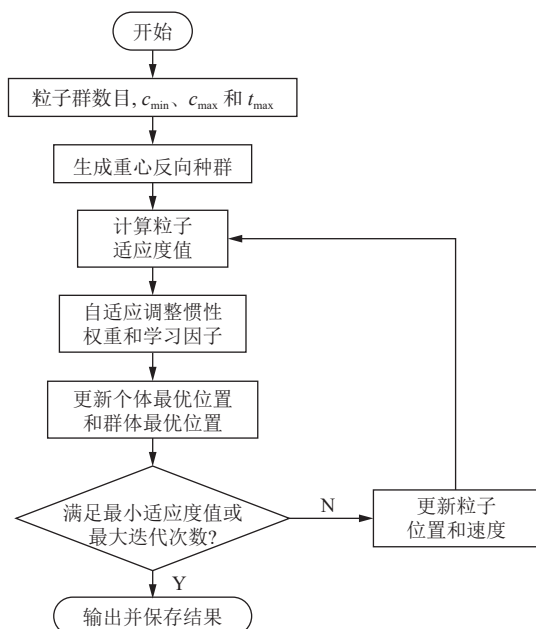 开始
粒子群数目, cmin、cmax 和 tmax
生成重心反向种群
计算粒子
适应度值
自适应调整惯性
权重和学习因子
更新个体最优位置
和群体最优位置
满足最小适应度值或
最大迭代次数?
N
更新粒子
位置和速度
Y
输出并保存结果